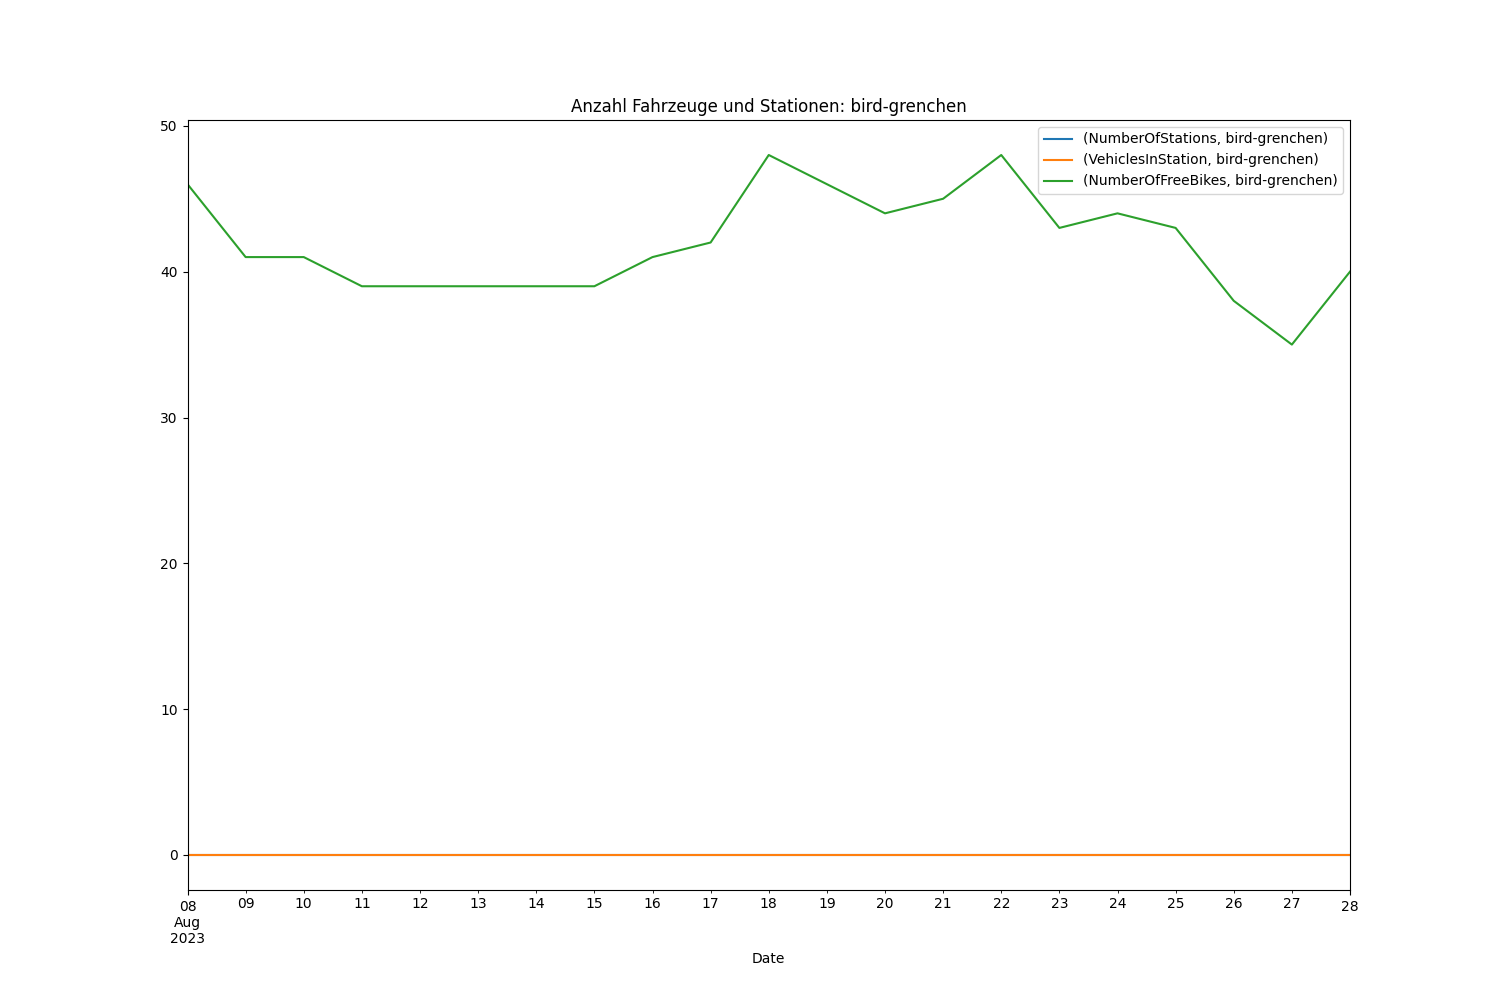 Anzahl Fahrzeuge und Stationen: bird-grenchen
(NumberOfStations, bird-grenchen)
(VehiclesInStation, bird-grenchen)
(NumberOfFreeBikes, bird-grenchen)
50
40
30
20
10
0
08 09 10 11 12 13 14 15 16 17 18 19 20 21 22 23 24 25 26 27 28
Aug
2023
Date